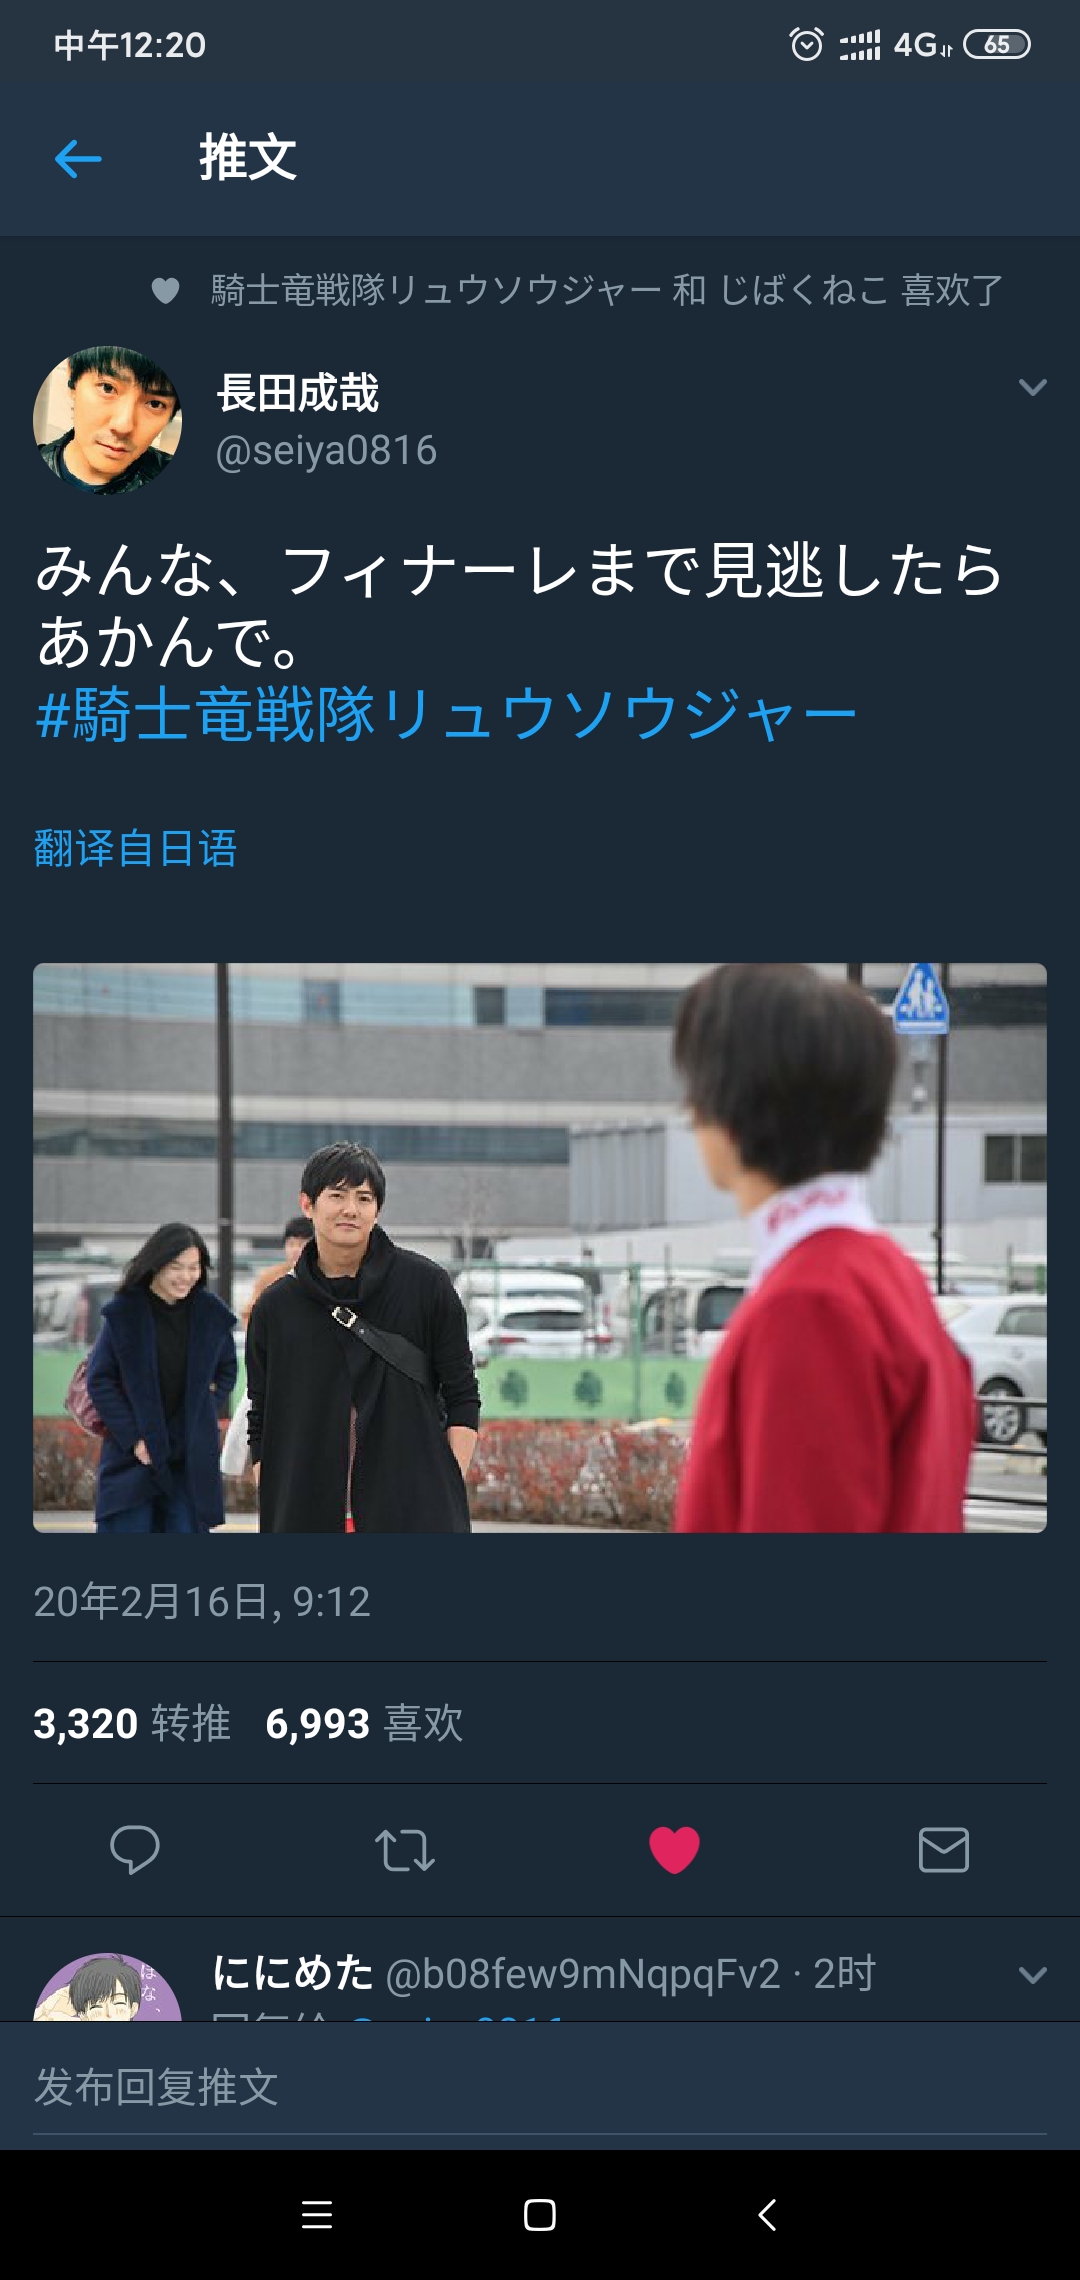 中午12:20
4G 65
推文
騎士竜戦隊リュウソウジャー 和 じばくねこ 喜欢了
長田成哉
@seiya0816
みんな、フィナーレまで見逃したら
あかんで。
#騎士竜戦隊リュウソウジャー
翻译自日语
20年2月16日, 9:12
3,320 转推 6,993 喜欢
ににめた @b08few9mNqpqFv2 · 2时
发布回复推文